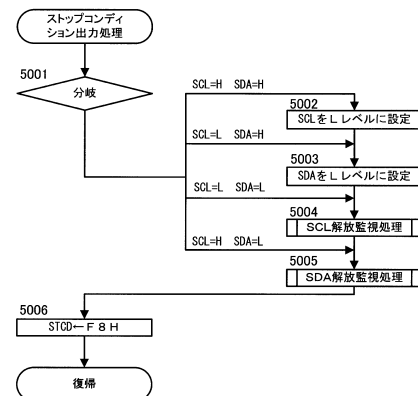 ストップコンディ
ション出力処理
5001
分岐
SCL=H SDA=H
5002
SCLをLレベルに設定
SCL=L SDA=H
5003
SDAをLレベルに設定
SCL=L SDA=L
5004
SCL解放監視処理
SCL=H SDA=L
5005
SDA解放監視処理
5006
STCD←F8H
復帰